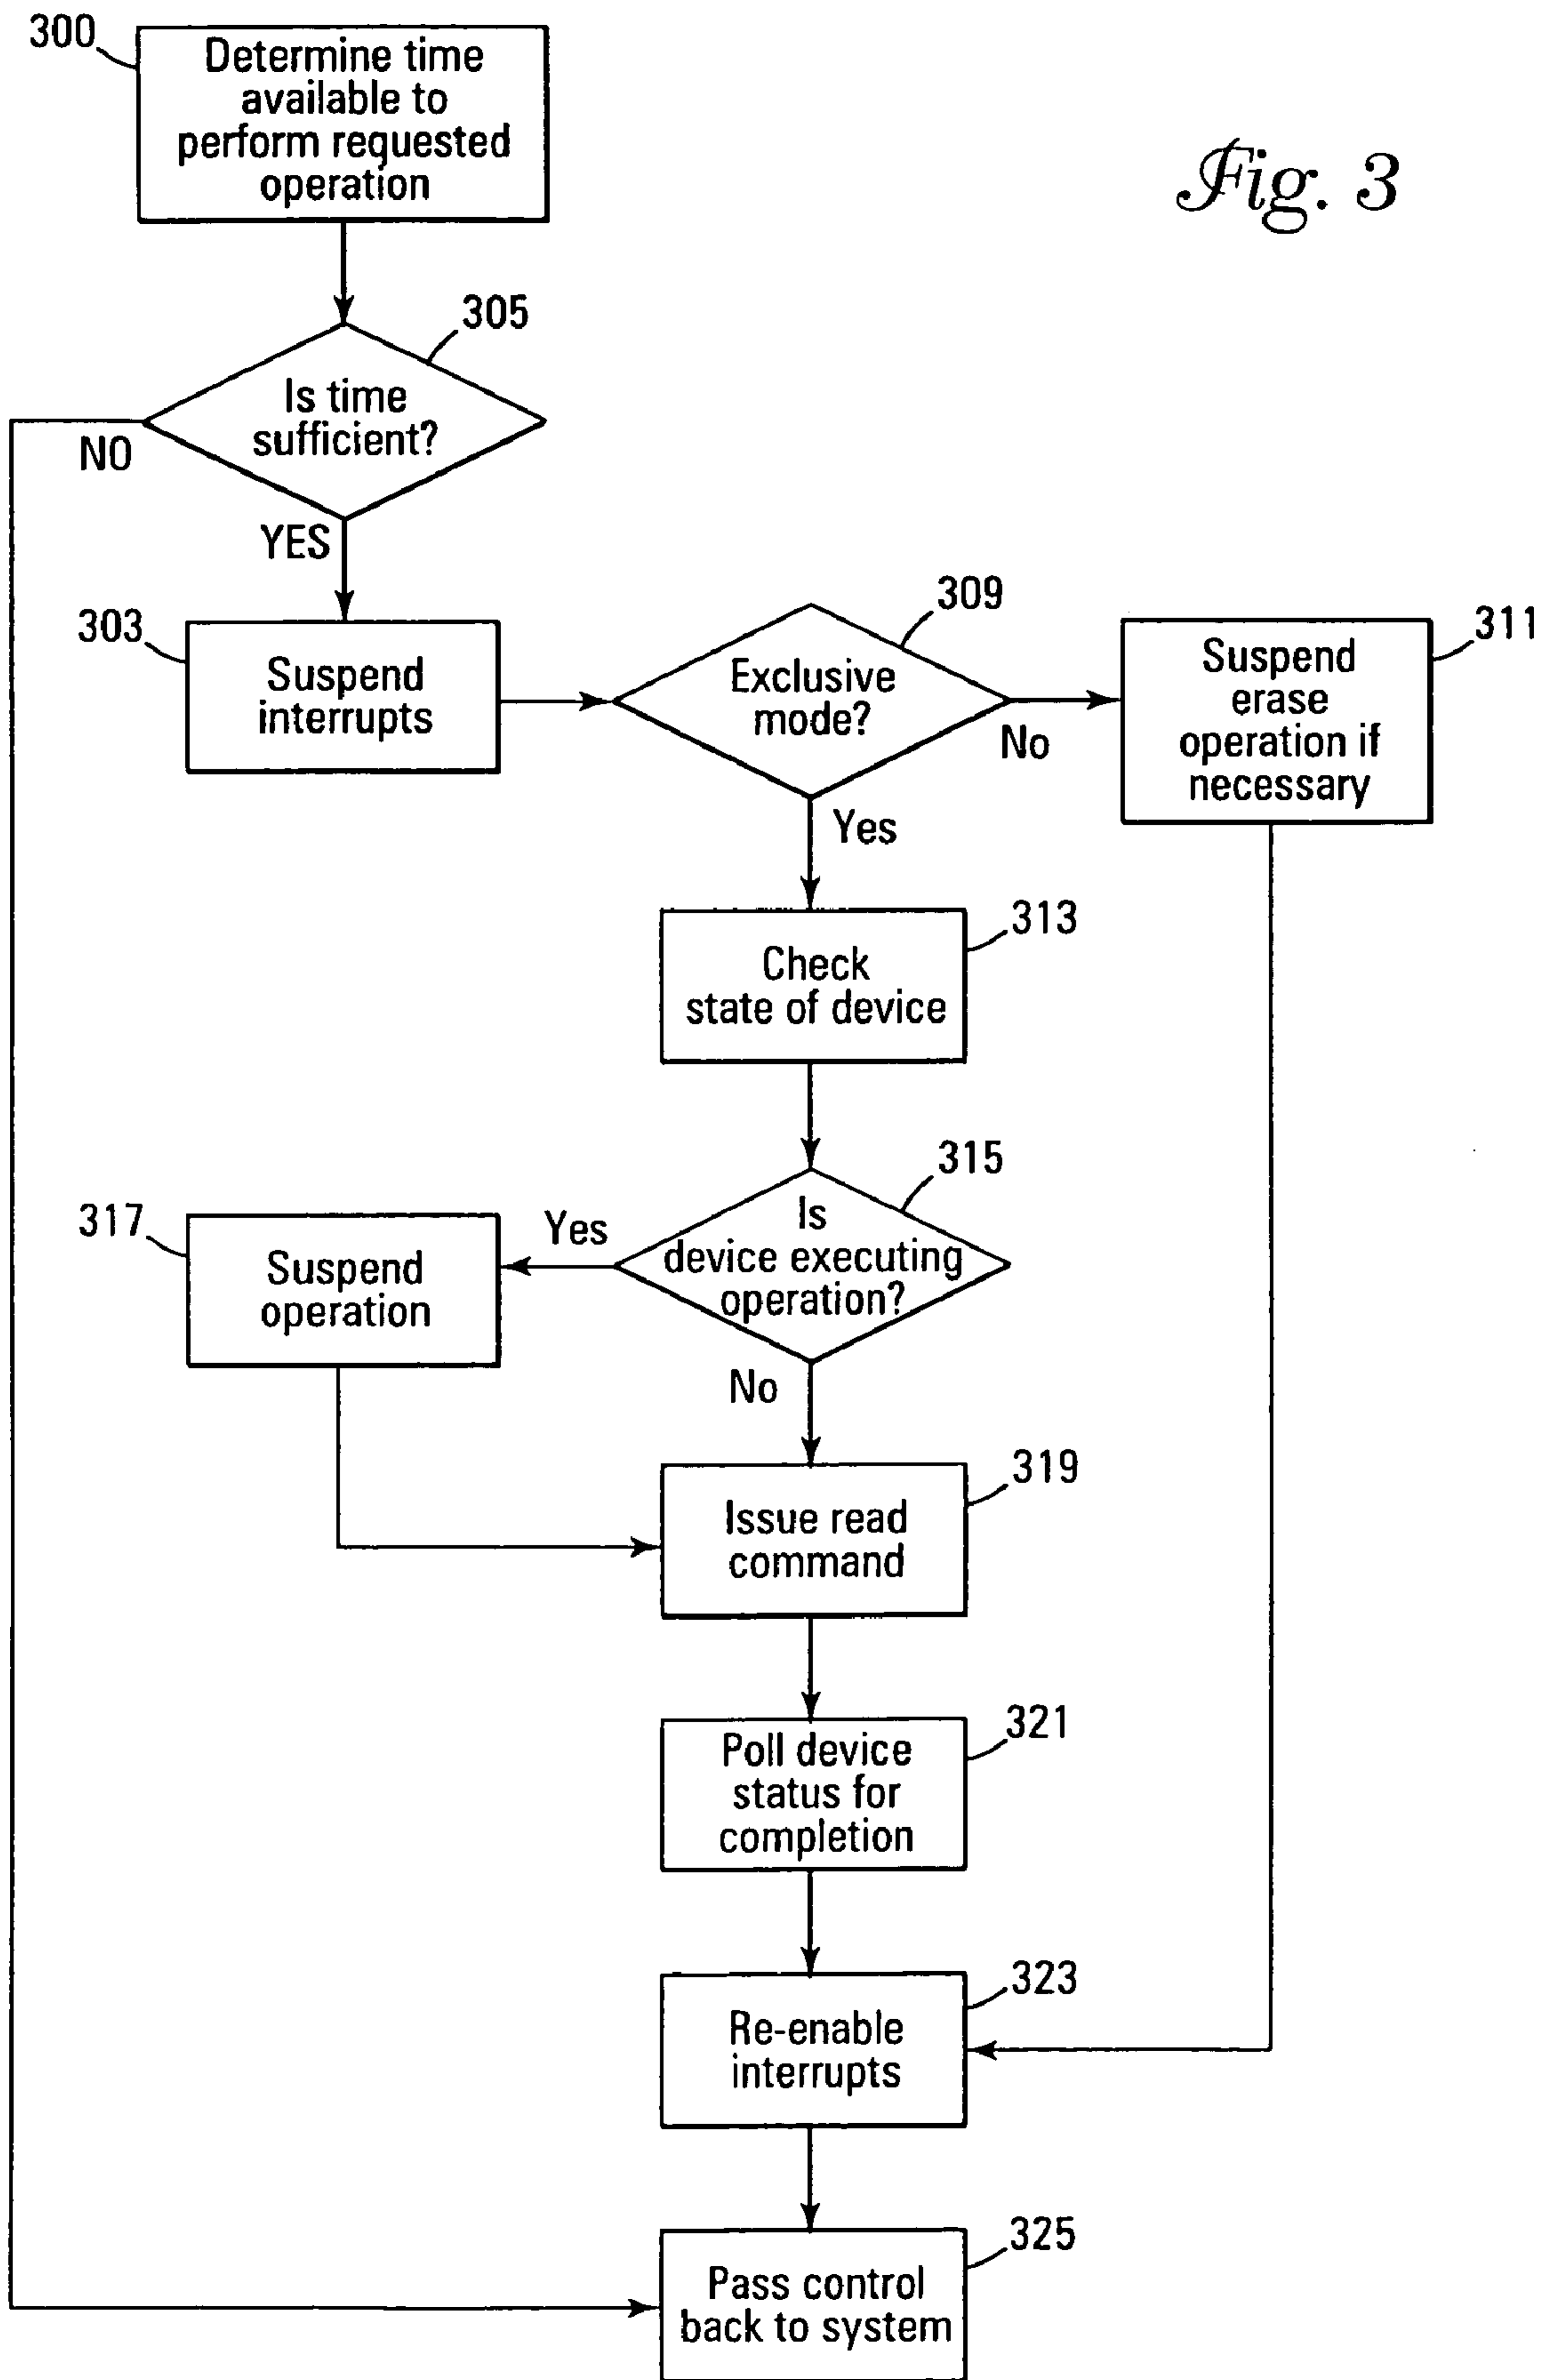 300
Determine time
available to
perform requested
operation
Fig. 3
305
Is time
sufficient?
NO
YES
303
Suspend
interrupts
309
Exclusive
mode?
No
Yes
311
Suspend
erase
operation if
necessary
313
Check
state of device
315
Is
device executing
operation?
Yes
No
317
Suspend
operation
319
Issue read
command
321
Poll device
status for
completion
323
Re-enable
interrupts
325
Pass control
back to system